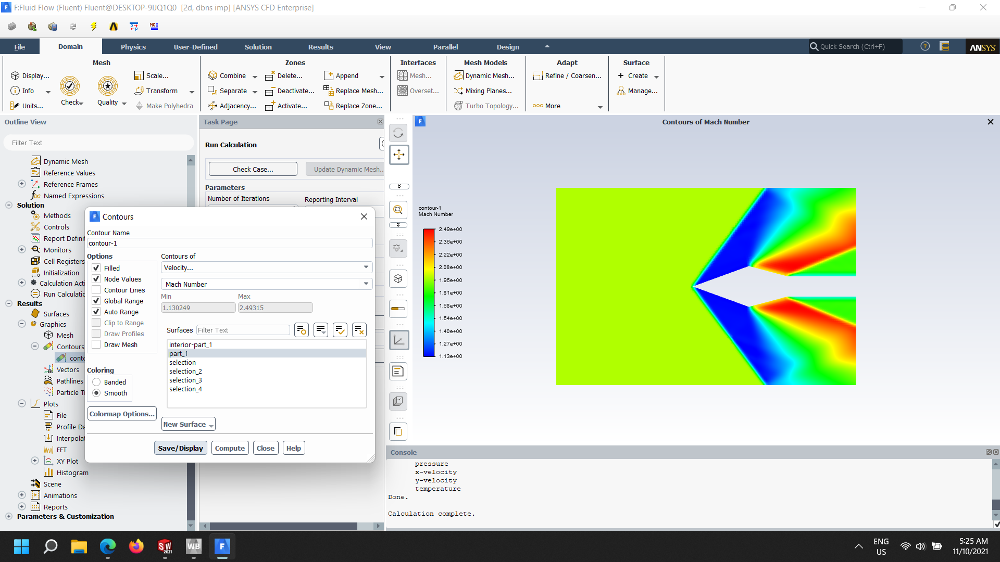 F:Fluid Flow (Fluent) Fluent@DESKTOP-9IJQ1Q0 [2d, dbns imp] [ANSYS CFD Enterprise]
File
Domain
Physics
User-Defined
Solution
Results
View
Parallel
Design
Quick Search (Ctrl+F)
ANSYS
Mesh
Display...
Info
Units...
Check
Quality
Scale...
Transform
Make Polyhedra
Zones
Combine
Separate
Adjacency...
Delete...
Deactivate...
Activate...
Append
Replace Mesh...
Replace Zone...
Interfaces
Mesh...
Overset...
Mesh Models
Dynamic Mesh...
Mixing Planes...
Turbo Topology...
Adapt
Refine / Coarsen...
More
Surface
Create
Manage...
Outline View
Filter Text
Dynamic Mesh
Reference Values
Reference Frames
Named Expressions
Solution
Methods
Controls
Report Definit
Monitors
Cell Registers
Initialization
Calculation Acti
Run Calculatio
Results
Surfaces
Graphics
Mesh
Contours
conto
Vectors
Pathlines
Particle Tr
Plots
File
Profile Da
Interpolat
FFT
XY Plot
Histogram
Scene
Animations
Reports
Parameters & Customization
Task Page
Run Calculation
Check Case...
Update Dynamic Mesh..
Parameters
Number of Iterations
Reporting Interval
Contours
Contour Name
contour-1
Options
Filled
Node Values
Contour Lines
Global Range
Auto Range
Clip to Range
Draw Profiles
Draw Mesh
Coloring
Banded
Smooth
Colormap Options...
Contours of
Velocity...
Mach Number
Min
Max
1.130249
2.49315
Surfaces
Filter Text
interior-part_1
part_1
selection
selection_2
selection_3
selection_4
New Surface
Save/Display
Compute
Close
Help
Contours of Mach Number
contour-1
Mach Number
2.49e+00
2.36e+00
2.22e+00
2.08e+00
1.95e+00
1.81e+00
1.68e+00
1.54e+00
1.40e+00
1.27e+00
1.13e+00
Console
pressure
x-velocity
y-velocity
temperature
Done.
Calculation complete.
SW
2021
WB
F
ENG
US
5:25 AM
11/10/2021